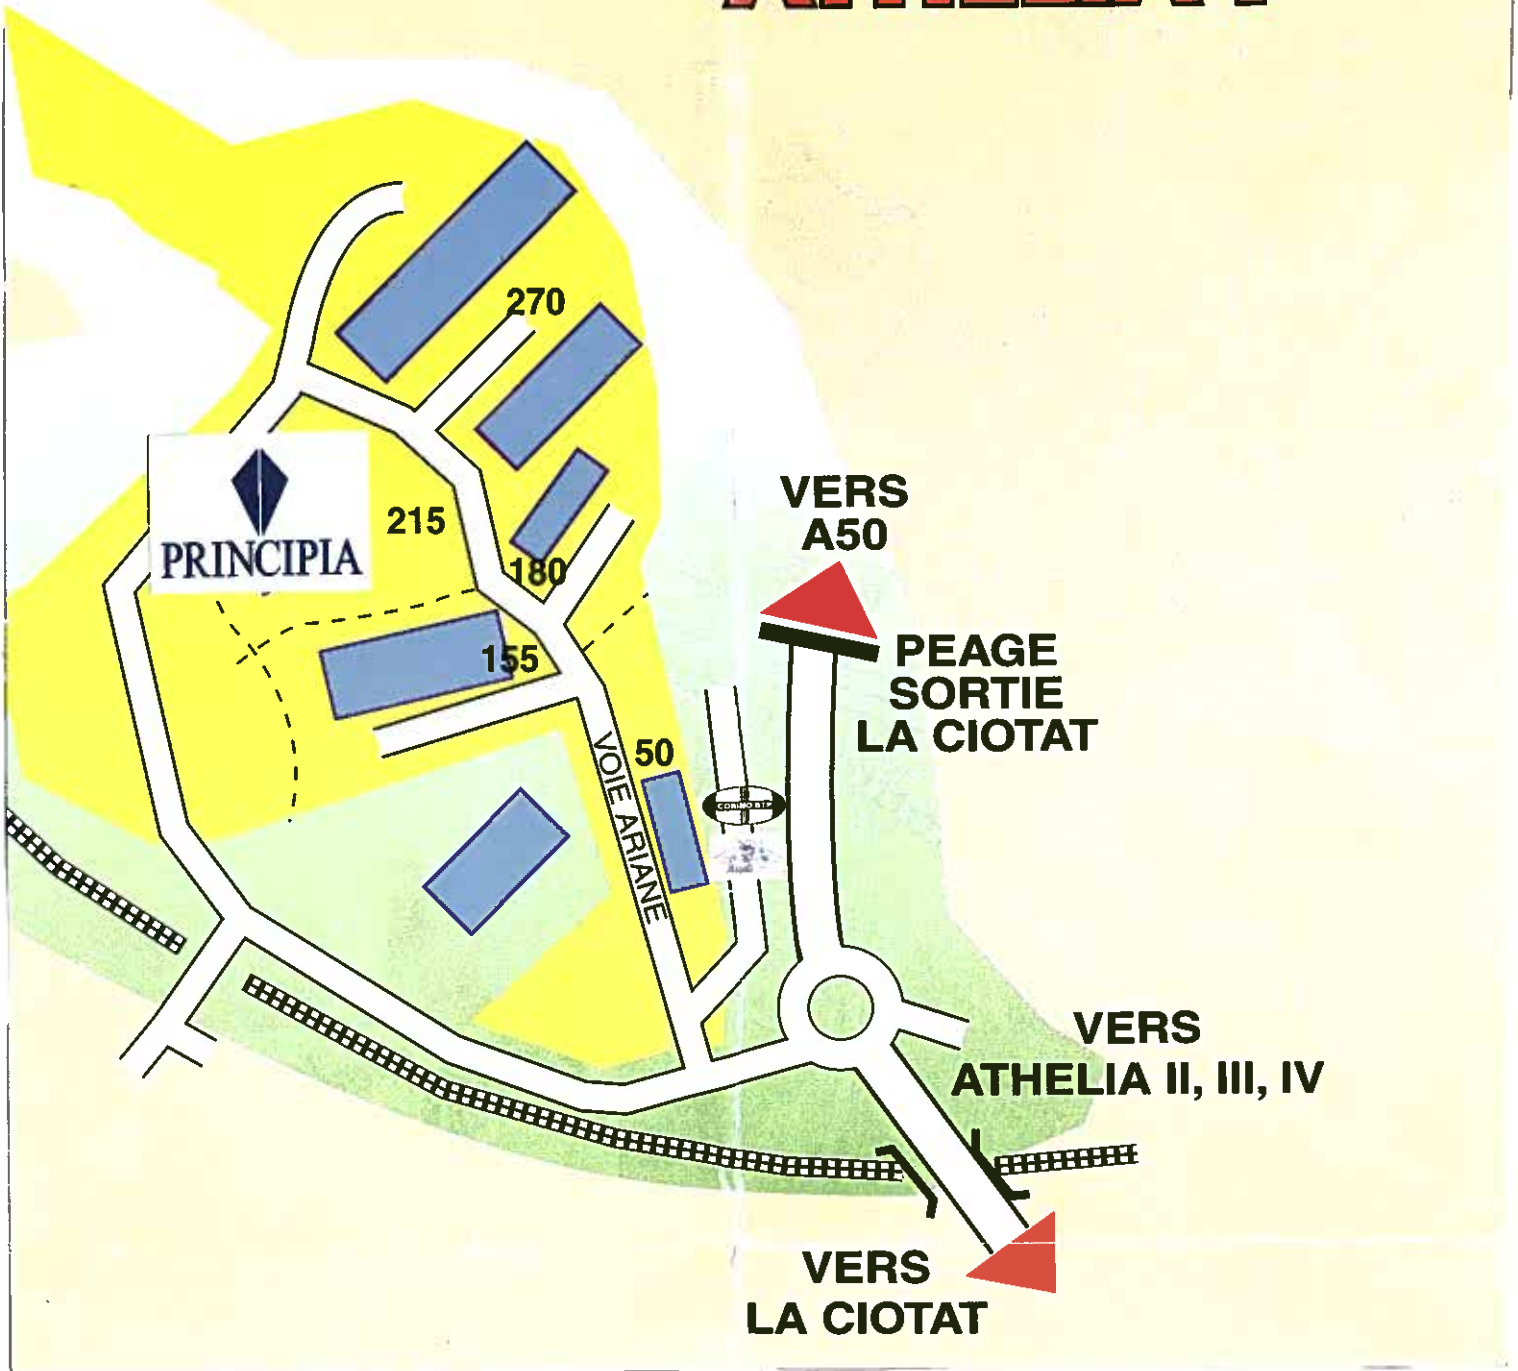 270
215
PRINCIPIA
180
155
50
VOIE ARIANE
VERS
A50
PEAGE
SORTIE
LA CIOTAT
VERS
ATHELIA II, III, IV
VERS
LA CIOTAT